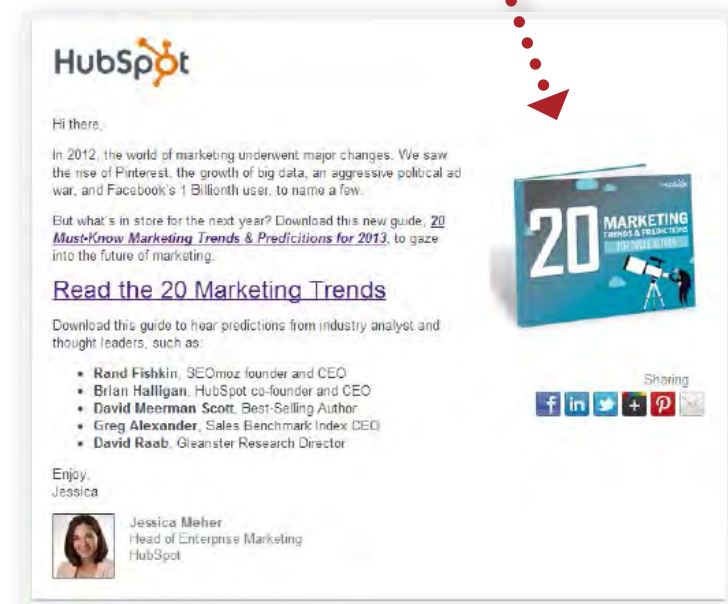 HubSpot
Hi there,
In 2012, the world of marketing underwent major changes. We saw
the rise of Pinterest, the growth of big data, an aggressive political ad
war, and Facebook's 1 Billionth user, to name a few.
But what's in store for the next year? Download this new guide, 20
Must-Know Marketing Trends & Predicitions for 2013, to gaze
into the future of marketing.
Read the 20 Marketing Trends
Download this guide to hear predictions from industry analyst and
thought leaders, such as:
• Rand Fishkin, SEOmoz founder and CEO
• Brian Halligan, HubSpot co-founder and CEO
• David Meerman Scott, Best-Selling Author
• Greg Alexander, Sales Benchmark Index CEO
• David Raab, Gleanster Research Director
Enjoy,
Jessica
Jessica Meher
Head of Enterprise Marketing
HubSpot
HubSpot
20 MARKETING
TRENDS & PREDICTIONS
Sharing